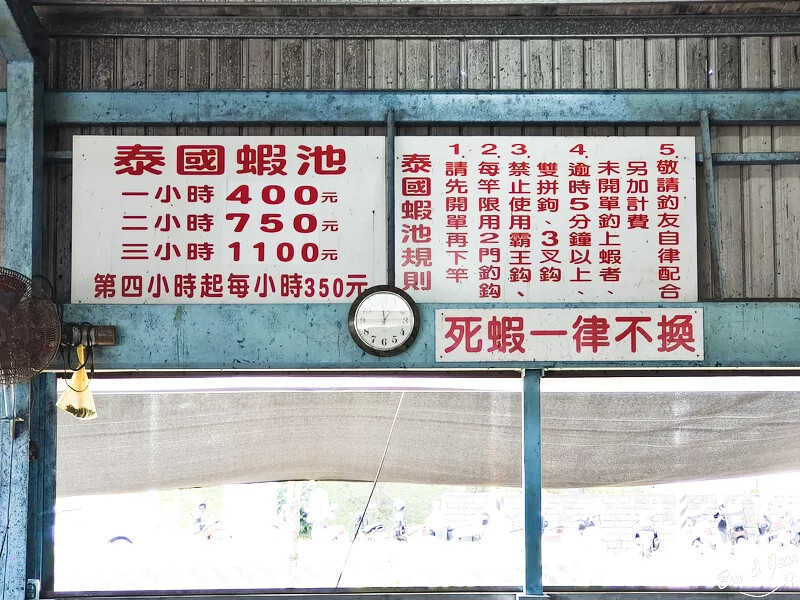 泰國蝦池
一小時400元
二小時750元
三小時1100元
第四小時起每小時350元
泰國蝦池規則
1.請先開單再下竿
2.每竿限用2門釣鈎
3.禁止使用霸王鈎、
雙拼鉤、3叉鈎
4.逾時5分鐘以上、
未開單釣上蝦者、
另加計費
5.敬請釣友自律配合
死蝦一律不換